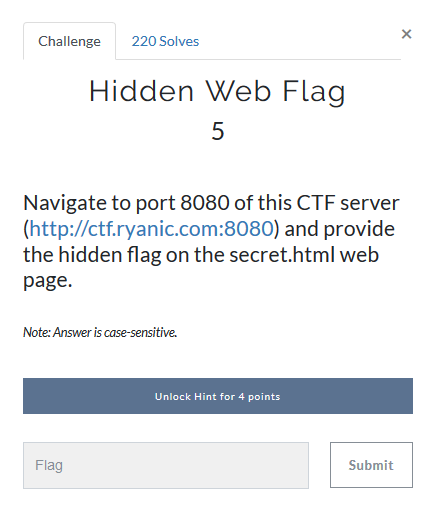 Challenge
220 Solves
×
Hidden Web Flag
5
Navigate to port 8080 of this CTF server
(http://ctf.ryanic.com:8080) and provide
the hidden flag on the secret.html web
page.
Note: Answer is case-sensitive.
Unlock Hint for 4 points
Flag
Submit